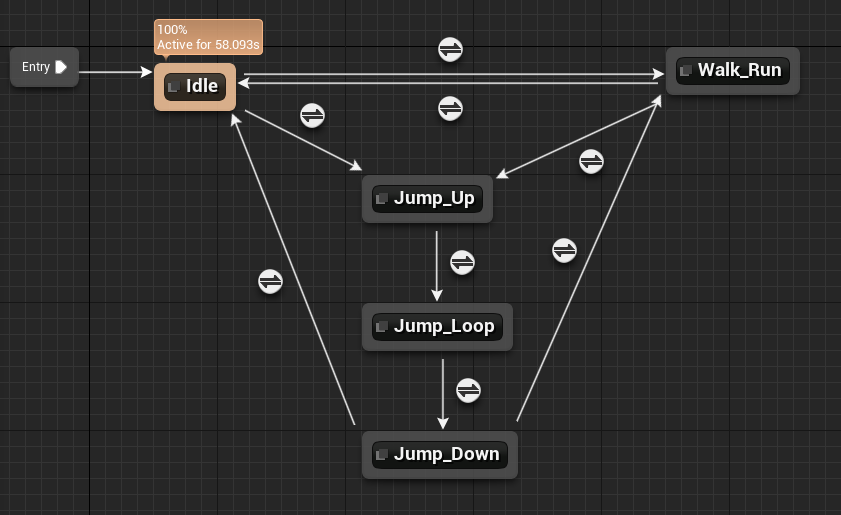 100%
Active for 58.093s
Entry
Idle
Walk_Run
Jump_Up
Jump_Loop
Jump_Down